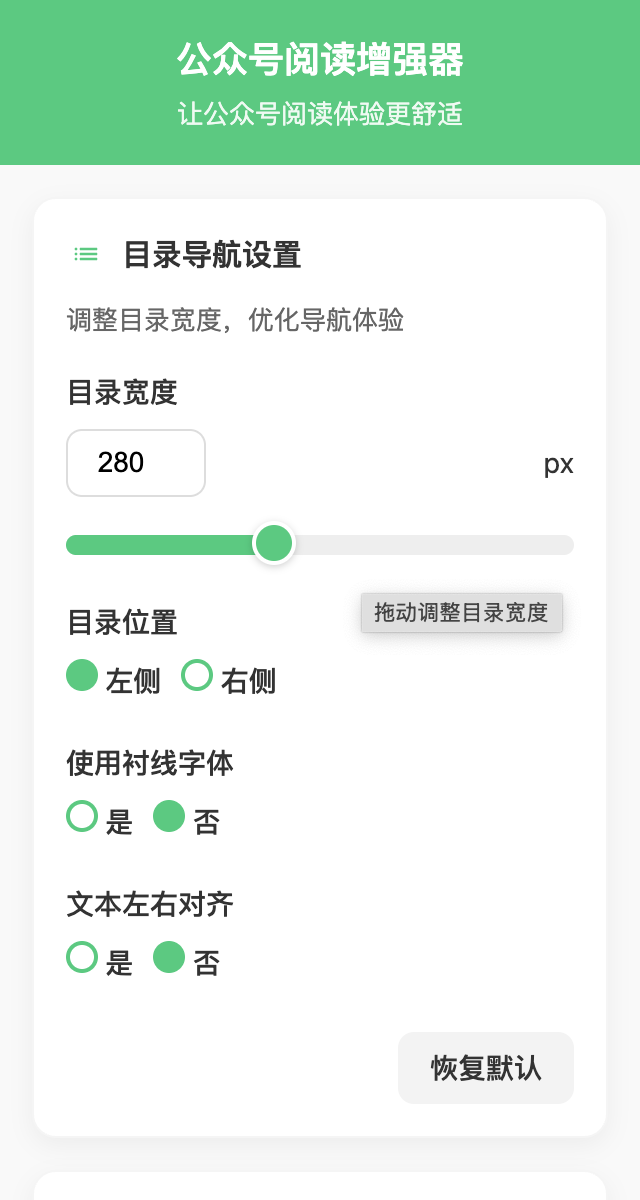 公众号阅读增强器
让公众号阅读体验更舒适
目录导航设置
调整目录宽度，优化导航体验
目录宽度
280 px
拖动调整目录宽度
目录位置
左侧 右侧
使用衬线字体
是 否
文本左右对齐
是 否
恢复默认